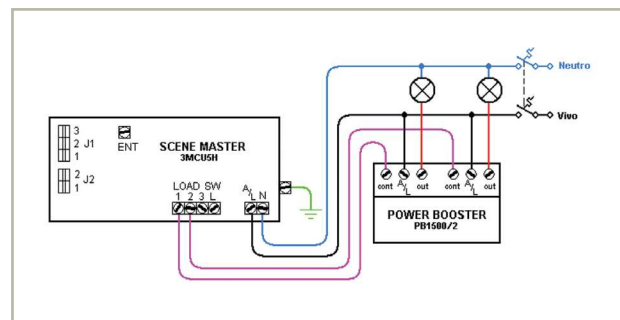 Neutro
Vivo
3
2 J1
1
ENT
SCENE MASTER
3MCU5H
2
1 J2
LOAD SW
1 2 3 L
A/L N
cont A/L out cont A/L out
POWER BOOSTER
PB1500/2